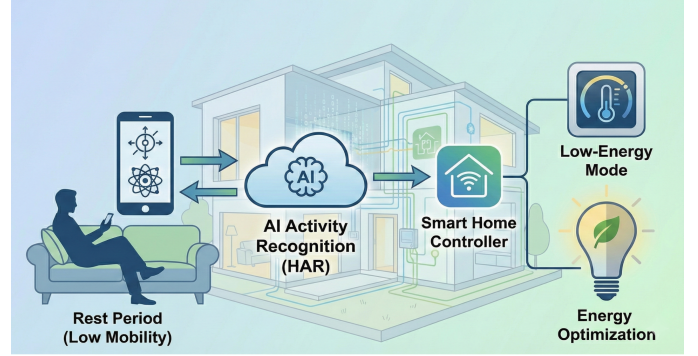 AI
Low-Energy
Mode
AI Activity
Recognition
(HAR)
Smart Home
Controller
Rest Period
(Low Mobility)
Energy
Optimization